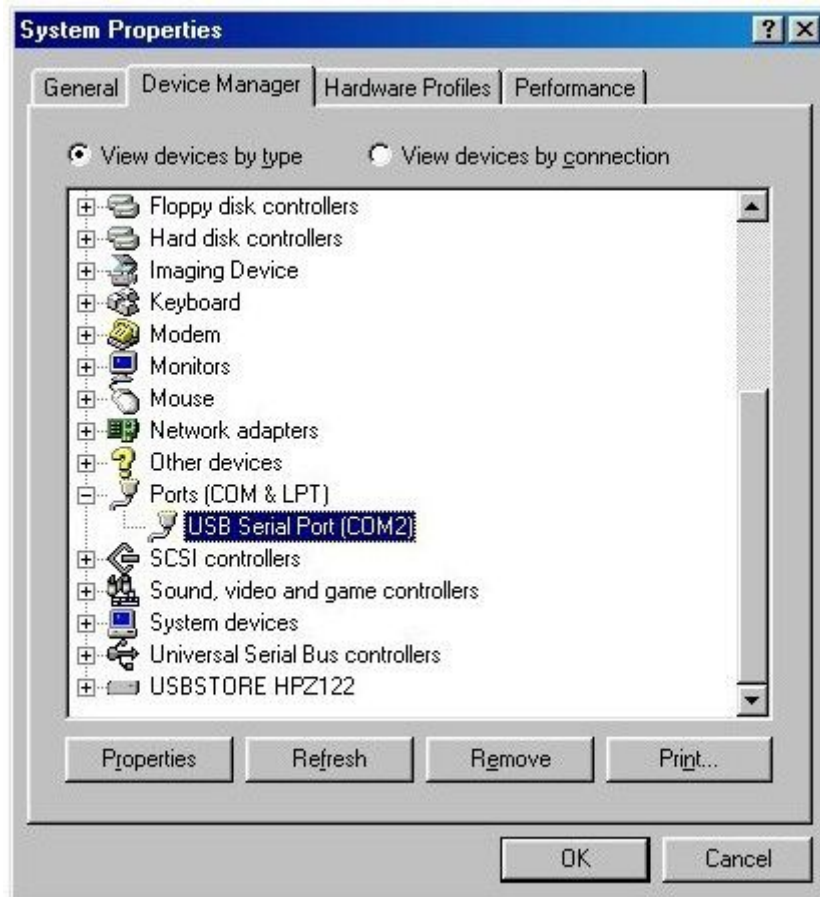 System Properties
General Device Manager Hardware Profiles Performance
View devices by type View devices by connection
Floppy disk controllers
Hard disk controllers
Imaging Device
Keyboard
Modem
Monitors
Mouse
Network adapters
Other devices
Ports (COM & LPT)
USB Serial Port (COM2)
SCSI controllers
Sound, video and game controllers
System devices
Universal Serial Bus controllers
USBSTORE HPZ122
Properties Refresh Remove Print...
OK Cancel